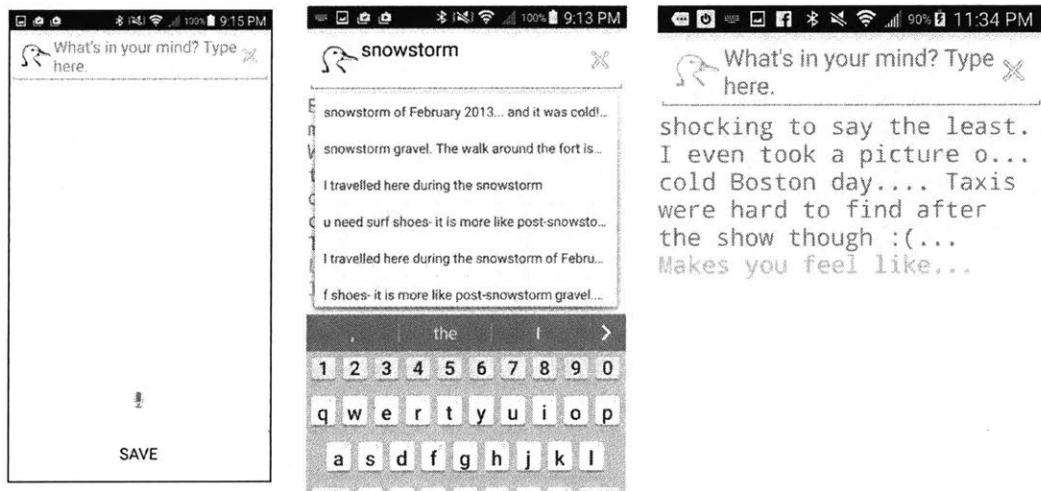 100% 9:15 PM
What's in your mind? Type
here.
SAVE
100% 9:13 PM
snowstorm
snowstorm of February 2013... and it was cold!...
snowstorm gravel. The walk around the fort is...
I travelled here during the snowstorm
u need surf shoes- it is more like post-snowsto...
I travelled here during the snowstorm of Febru...
f shoes- it is more like post-snowstorm gravel....
, the I >
1 2 3 4 5 6 7 8 9 0
q w e r t y u i o p
a s d f g h j k l
90% 11:34 PM
What's in your mind? Type
here.
shocking to say the least.
I even took a picture o...
cold Boston day.... Taxis
were hard to find after
the show though :(...
Makes you feel like...